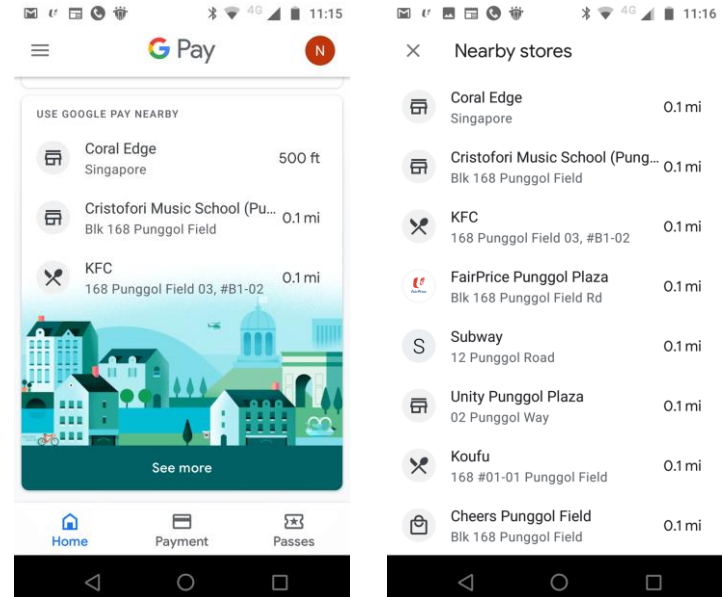 4G 11:15
G Pay
N
USE GOOGLE PAY NEARBY
Coral Edge
Singapore
500 ft
Cristofori Music School (Pu...
Blk 168 Punggol Field
0.1 mi
KFC
168 Punggol Field 03, #B1-02
0.1 mi
See more
Home
Payment
Passes
4G 11:16
Nearby stores
Coral Edge
Singapore
0.1 mi
Cristofori Music School (Pung...
Blk 168 Punggol Field
0.1 mi
KFC
168 Punggol Field 03, #B1-02
0.1 mi
FairPrice Punggol Plaza
Blk 168 Punggol Field Rd
0.1 mi
S
Subway
12 Punggol Road
0.1 mi
Unity Punggol Plaza
02 Punggol Way
0.1 mi
Koufu
168 #01-01 Punggol Field
0.1 mi
Cheers Punggol Field
Blk 168 Punggol Field
0.1 mi